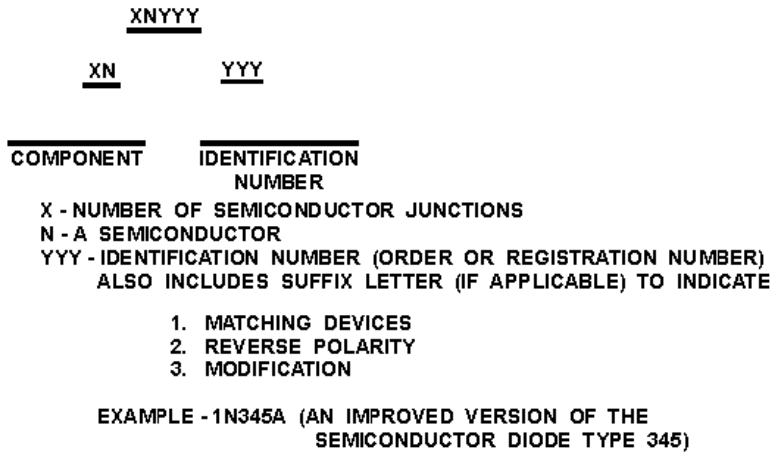 XNYYY
XN YYY
COMPONENT IDENTIFICATION
NUMBER
X - NUMBER OF SEMICONDUCTOR JUNCTIONS
N - A SEMICONDUCTOR
YYY - IDENTIFICATION NUMBER (ORDER OR REGISTRATION NUMBER)
ALSO INCLUDES SUFFIX LETTER (IF APPLICABLE) TO INDICATE
1. MATCHING DEVICES
2. REVERSE POLARITY
3. MODIFICATION
EXAMPLE - 1N345A (AN IMPROVED VERSION OF THE
SEMICONDUCTOR DIODE TYPE 345)